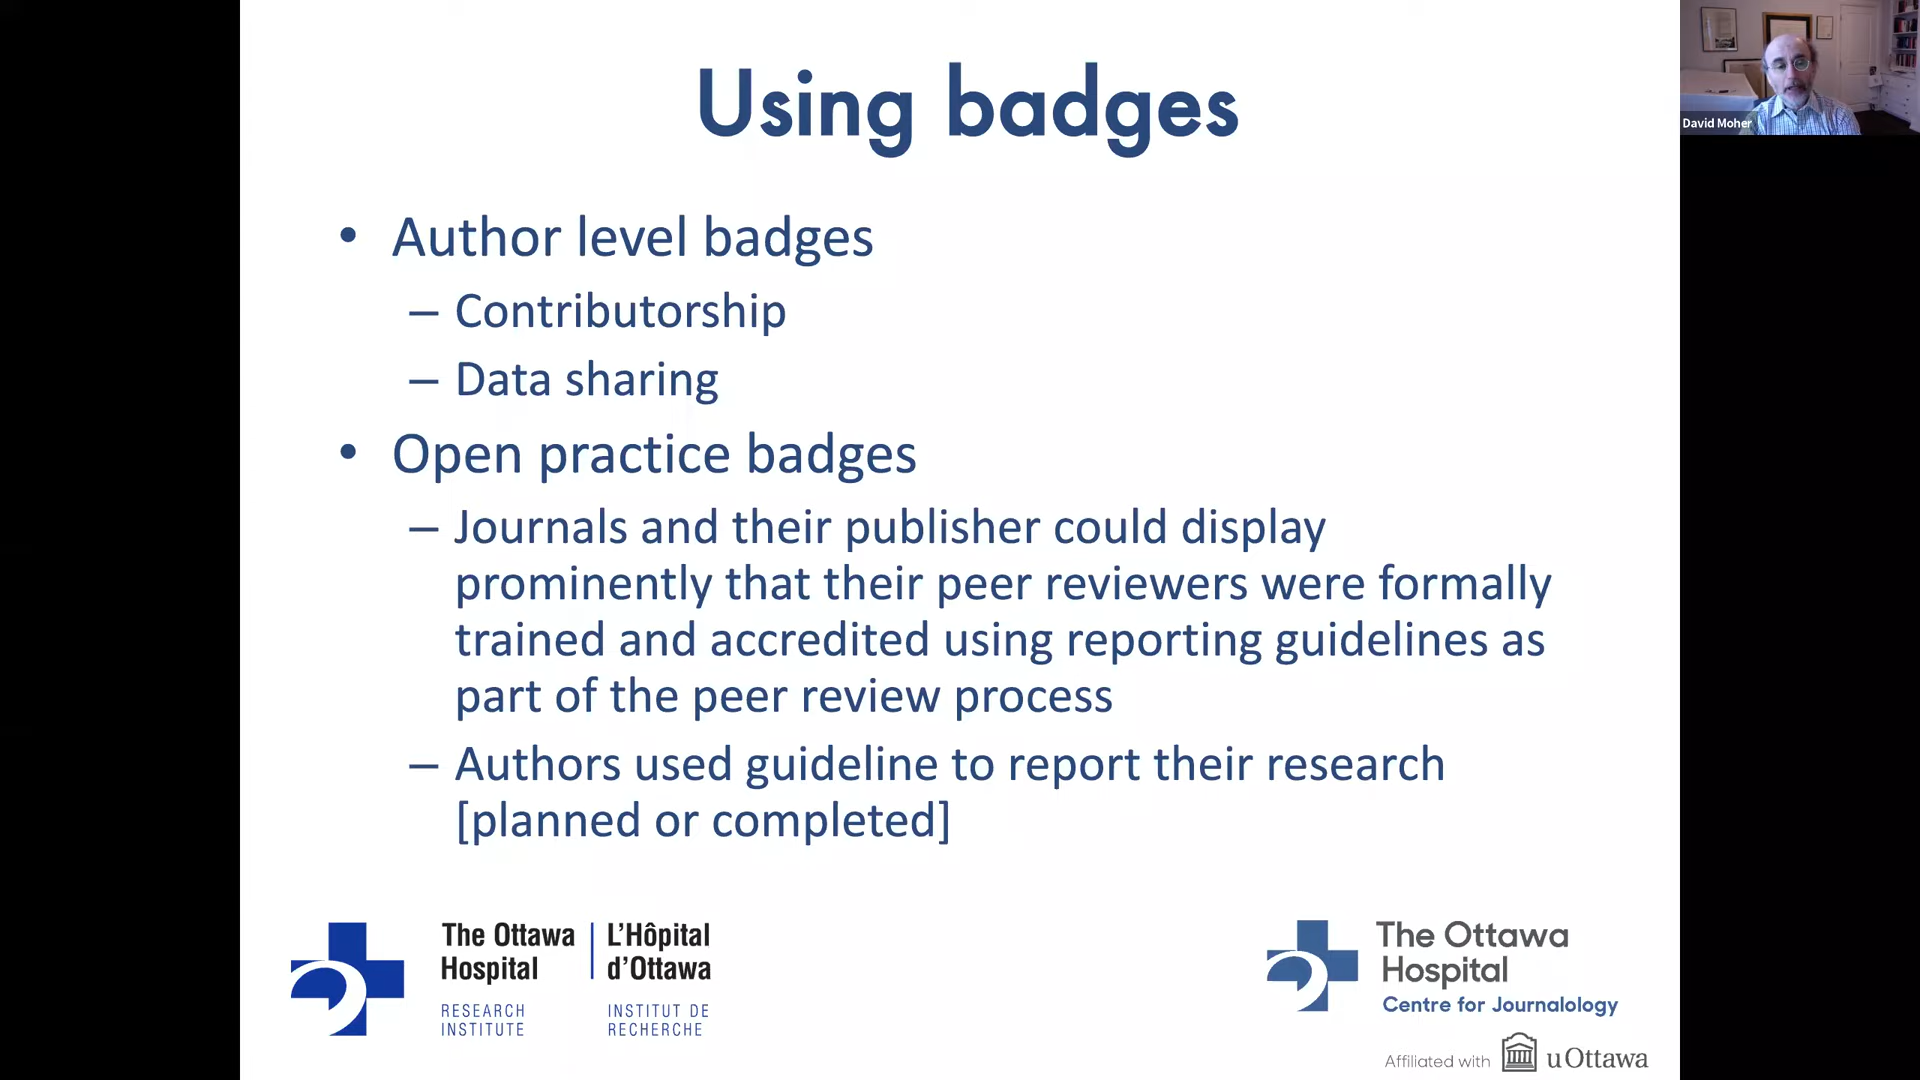 Using badges
David Moher
• Author level badges
– Contributorship
– Data sharing
• Open practice badges
– Journals and their publisher could display
prominently that their peer reviewers were formally
trained and accredited using reporting guidelines as
part of the peer review process
– Authors used guideline to report their research
[planned or completed]
The Ottawa
Hospital
RESEARCH
INSTITUTE
L'Hôpital
d'Ottawa
INSTITUT DE
RECHERCHE
The Ottawa
Hospital
Centre for Journalology
Affiliated with uOttawa